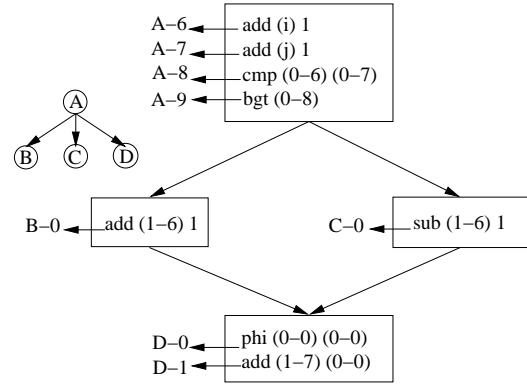 A–6 add (i) 1
A–7 add (j) 1
A–8 cmp (0–6) (0–7)
A–9 bgt (0–8)
A
B C D
B–0 add (1–6) 1
C–0 sub (1–6) 1
D–0 phi (0–0) (0–0)
D–1 add (1–7) (0–0)